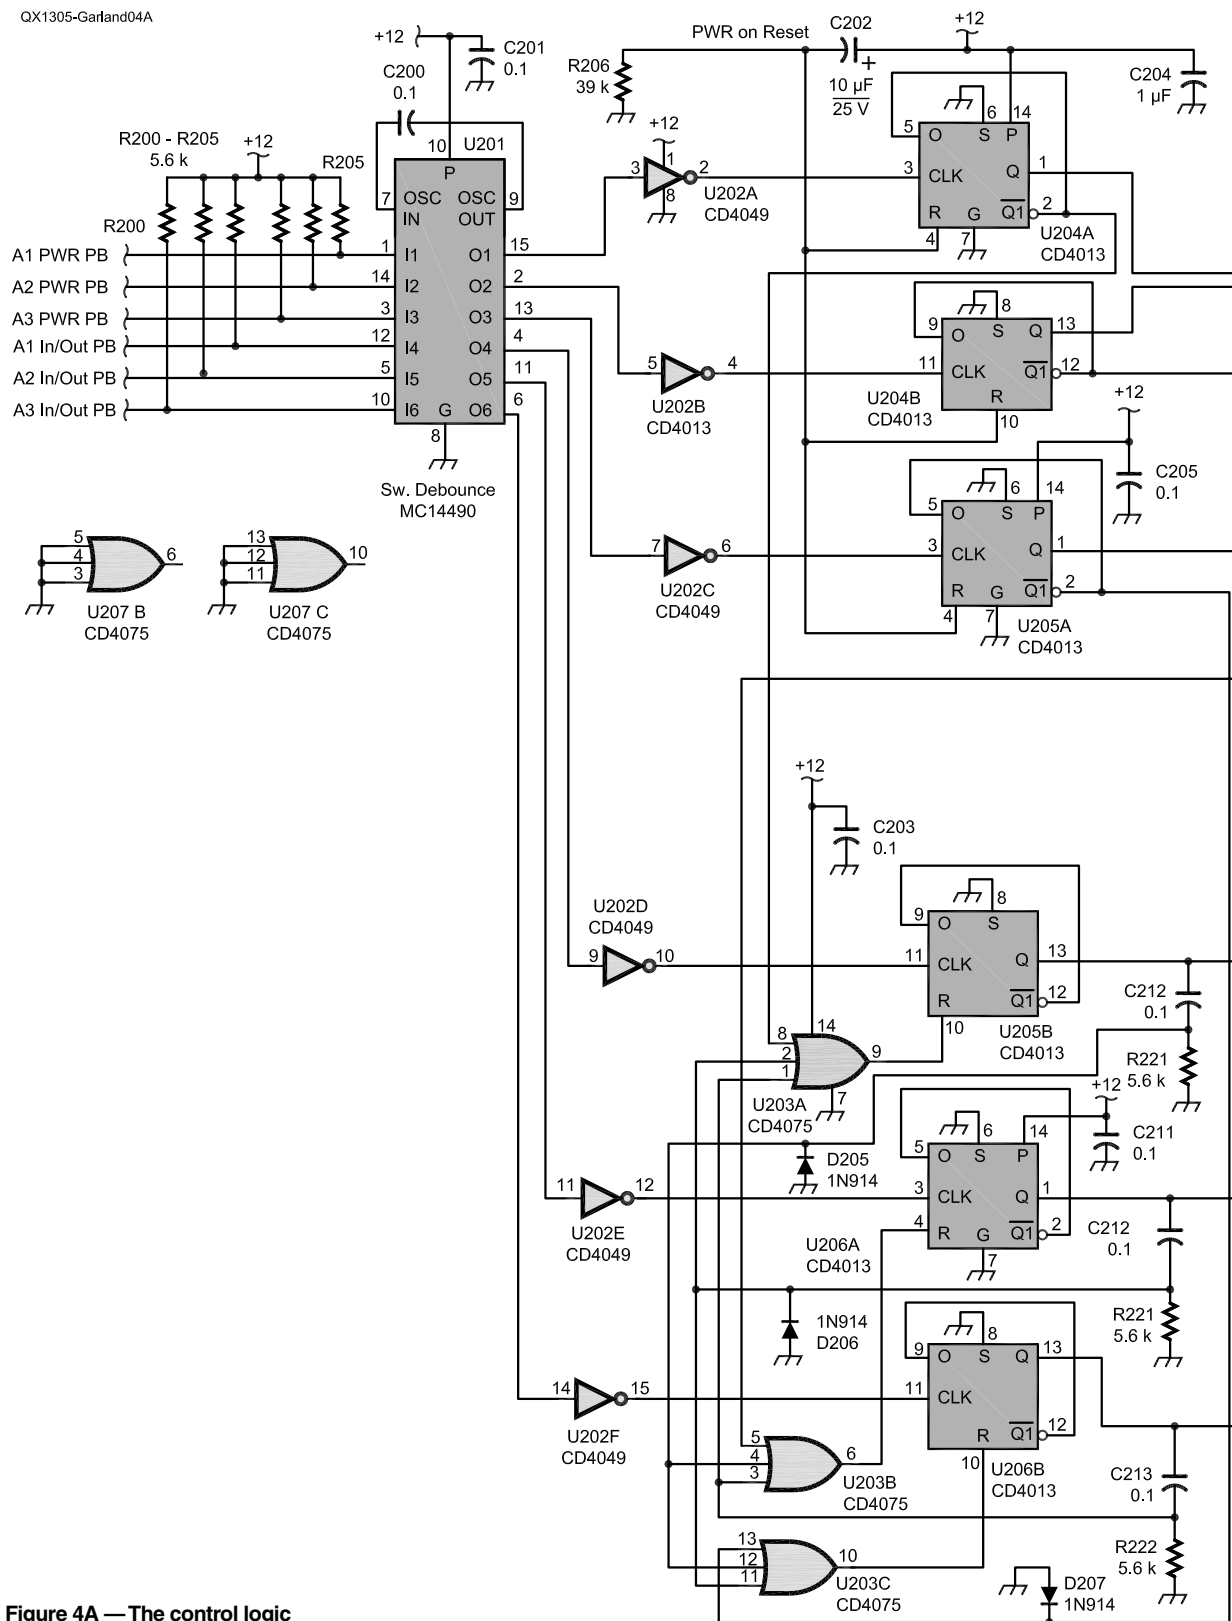 QX1305-Garland04A
+12
C201
0.1
C200
0.1
R200 - R205
5.6 k
+12
R205
R200
10
U201
P
7
OSC
IN
OSC
OUT
9
A1 PWR PB
1
I1
O1
15
A2 PWR PB
14
I2
O2
2
A3 PWR PB
3
I3
O3
13
A1 In/Out PB
12
I4
O4
4
A2 In/Out PB
5
I5
O5
11
A3 In/Out PB
10
I6
G
O6
6
8
Sw. Debounce
MC14490
PWR on Reset
R206
39 k
C202
+
10 µF
25 V
+12
C204
1 µF
+12
3
1
2
8
U202A
CD4049
6
14
5
O
S
P
3
CLK
Q
1
R
G
Q1
2
4
7
U204A
CD4013
5
4
U202B
CD4013
8
9
O
S
Q
13
11
CLK
Q1
12
R
10
U204B
CD4013
+12
C205
0.1
7
6
U202C
CD4049
6
14
5
O
S
P
3
CLK
Q
1
R
G
Q1
2
4
7
U205A
CD4013
5
4
3
6
U207 B
CD4075
13
12
11
10
U207 C
CD4075
+12
C203
0.1
U202D
CD4049
9
10
8
9
O
S
11
CLK
Q
13
R
Q1
12
10
U205B
CD4013
C212
0.1
R221
5.6 k
8
2
1
14
9
7
U203A
CD4075
D205
1N914
+12
C211
0.1
11
12
U202E
CD4049
6
14
5
O
S
P
3
CLK
Q
1
4
R
G
Q1
2
7
U206A
CD4013
C212
0.1
R221
5.6 k
1N914
D206
14
15
U202F
CD4049
8
9
O
S
Q
13
11
CLK
R
Q1
12
10
U206B
CD4013
5
4
3
6
U203B
CD4075
C213
0.1
R222
5.6 k
13
12
11
10
U203C
CD4075
D207
1N914
Figure 4A — The control logic